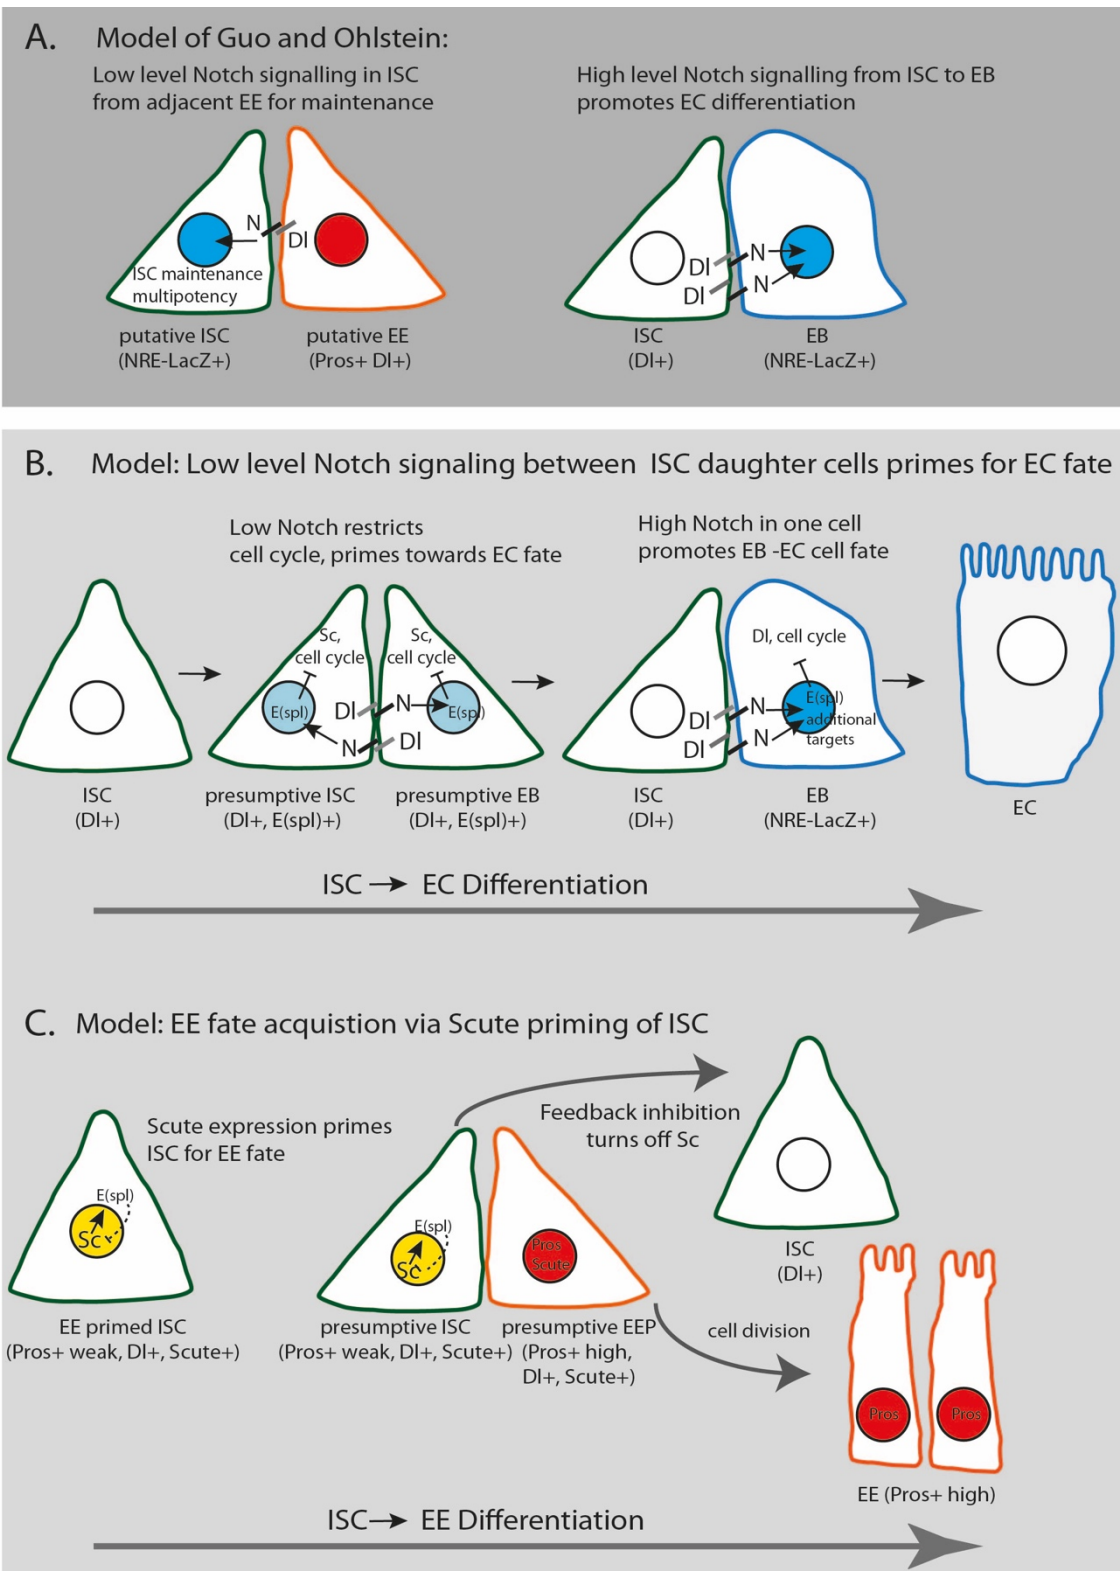 A. Model of Guo and Ohlstein:
Low level Notch signalling in ISC
from adjacent EE for maintenance
High level Notch signalling from ISC to EB
promotes EC differentiation
N
Dl
ISC maintenance
multipotency
putative ISC
(NRE-LacZ+)
putative EE
(Pros+ Dl+)
Dl
N
Dl
N
ISC
(Dl+)
EB
(NRE-LacZ+)
B. Model: Low level Notch signaling between ISC daughter cells primes for EC fate
Low Notch restricts
cell cycle, primes towards EC fate
High Notch in one cell
promotes EB -EC cell fate
Sc,
cell cycle
Sc,
cell cycle
E(spl)
Dl
N
E(spl)
N
Dl
Dl, cell cycle
Dl
N
E(spl)
additional
targets
Dl
N
ISC
(Dl+)
presumptive ISC
(Dl+, E(spl)+)
presumptive EB
(Dl+, E(spl)+)
ISC
(Dl+)
EB
(NRE-LacZ+)
EC
ISC → EC Differentiation
C. Model: EE fate acquistion via Scute priming of ISC
Scute expression primes
ISC for EE fate
Feedback inhibition
turns off Sc
E(spl)
Sc
E(spl)
Sc
Pros
Scute
EE primed ISC
(Pros+ weak, Dl+, Scute+)
presumptive ISC
(Pros+ weak, Dl+, Scute+)
presumptive EEP
(Pros+ high,
Dl+, Scute+)
ISC
(Dl+)
cell division
Pros
Pros
EE (Pros+ high)
ISC → EE Differentiation